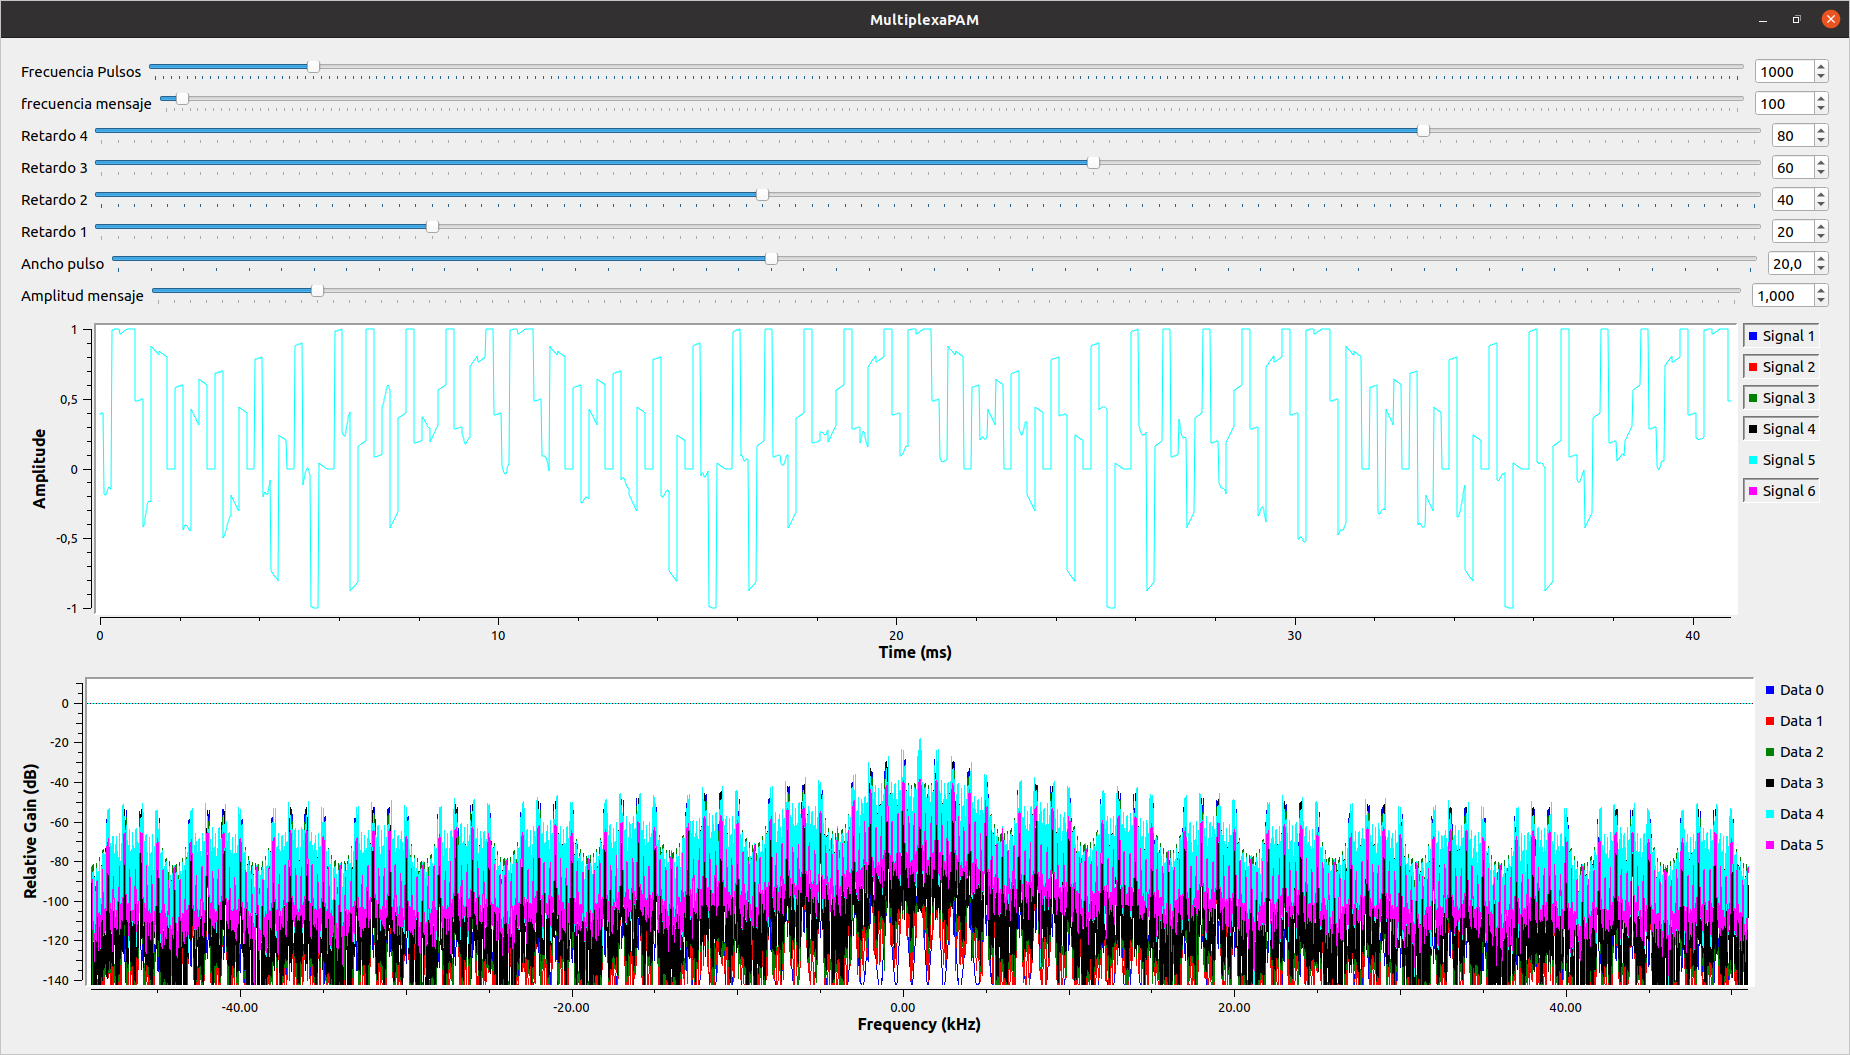 MultiplexaPAM
Frecuencia Pulsos 1000
frecuencia mensaje 100
Retardo 4 80
Retardo 3 60
Retardo 2 40
Retardo 1 20
Ancho pulso 20,0
Amplitud mensaje 1,000
Amplitude
1
0,5
0
-0,5
-1
0 10 20 30 40
Time (ms)
Signal 1
Signal 2
Signal 3
Signal 4
Signal 5
Signal 6
Relative Gain (dB)
0
-20
-40
-60
-80
-100
-120
-140
-40.00 -20.00 0.00 20.00 40.00
Frequency (kHz)
Data 0
Data 1
Data 2
Data 3
Data 4
Data 5